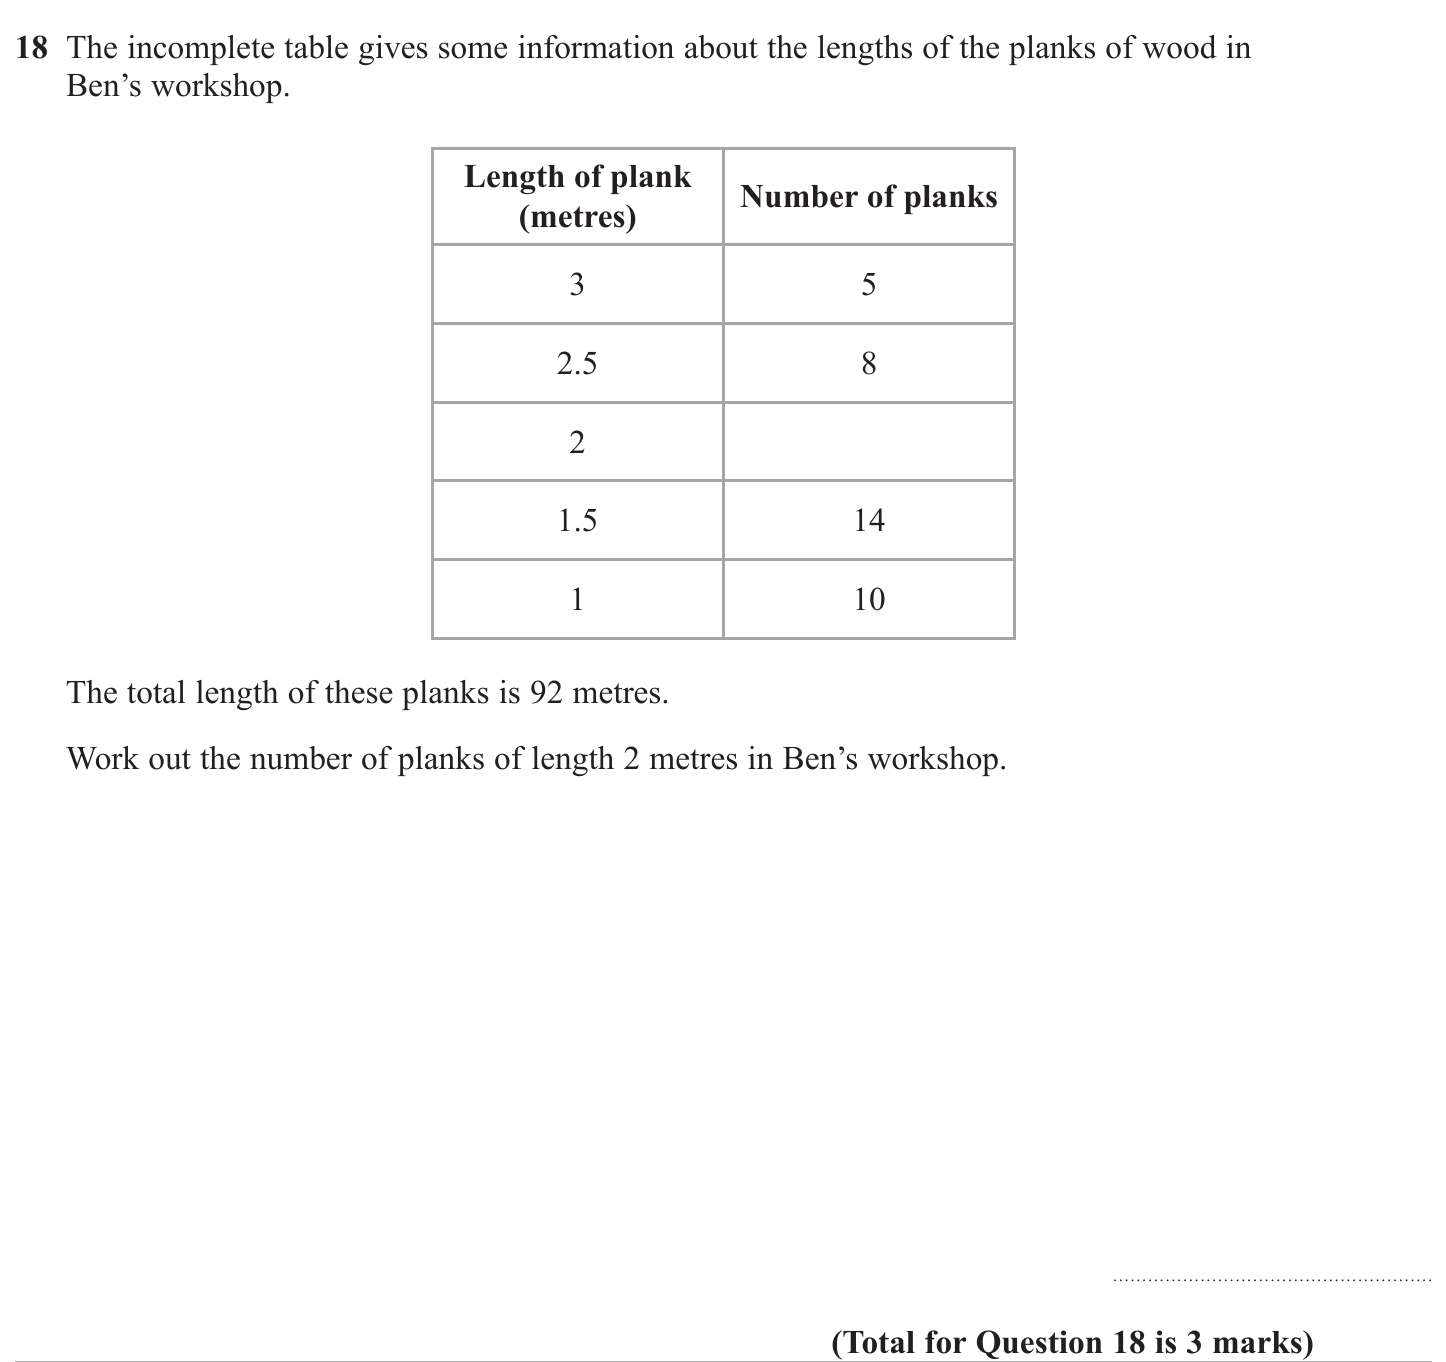 18 The incomplete table gives some information about the lengths of the planks of wood in
Ben’s workshop.
Length of plank
(metres)
Number of planks
3 5
2.5 8
2
1.5 14
1 10
The total length of these planks is 92 metres.
Work out the number of planks of length 2 metres in Ben’s workshop.
(Total for Question 18 is 3 marks)